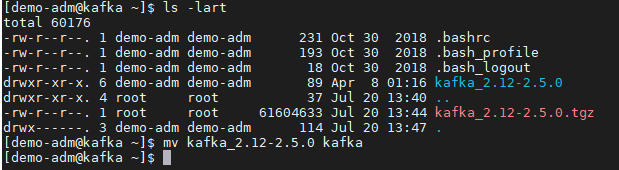 [demo-adm@kafka ~]$ ls -lart
total 60176
-rw-r--r--. 1 demo-adm demo-adm      231 Oct 30  2018 .bashrc
-rw-r--r--. 1 demo-adm demo-adm      193 Oct 30  2018 .bash_profile
-rw-r--r--. 1 demo-adm demo-adm       18 Oct 30  2018 .bash_logout
drwxr-xr-x. 6 demo-adm demo-adm       89 Apr  8 01:16 kafka_2.12-2.5.0
drwxr-xr-x. 4 root     root           37 Jul 20 13:40 ..
-rw-r--r--. 1 root     root     61604633 Jul 20 13:44 kafka_2.12-2.5.0.tgz
drwx------. 3 demo-adm demo-adm      114 Jul 20 13:47 .
[demo-adm@kafka ~]$ mv kafka_2.12-2.5.0 kafka
[demo-adm@kafka ~]$